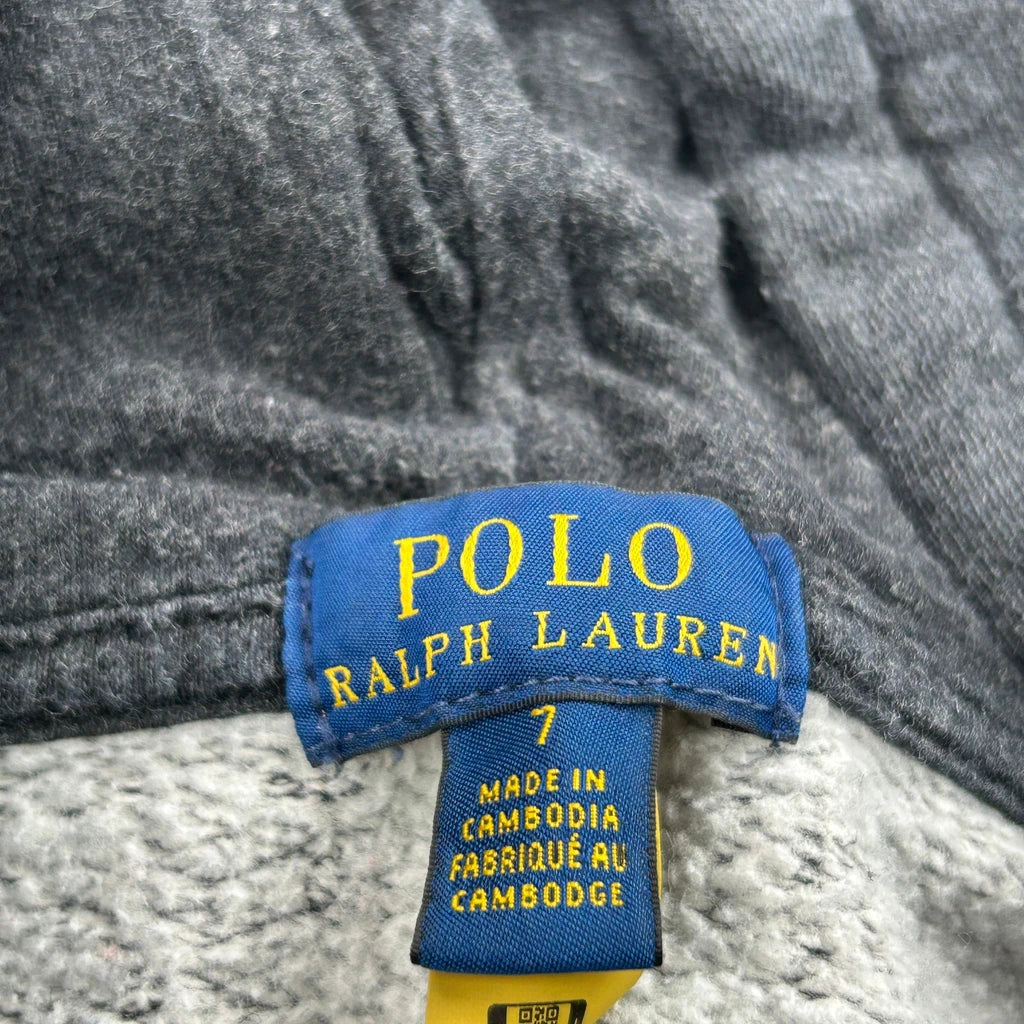 POLO
RALPH LAUREN
7
MADE IN
CAMBODIA
FABRIQUÉ AU
CAMBODGE